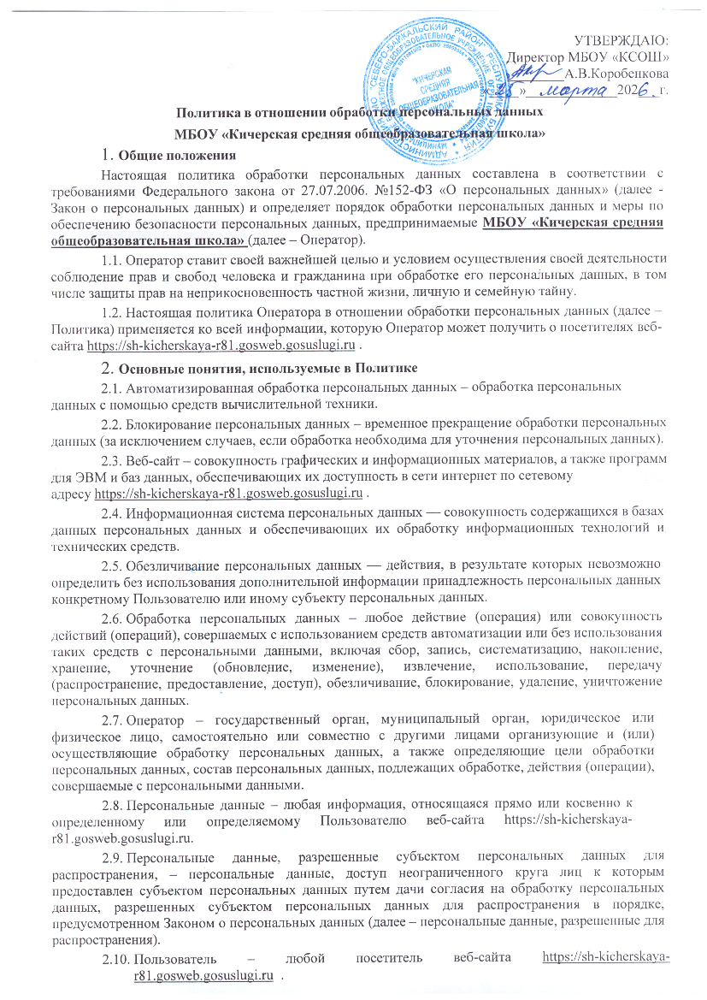 УТВЕРЖДАЮ:
Директор МБОУ «КСОШ»
А.В.Коробенкова
«25» марта 2026 г.
"КИЧЕРСКАЯ
СРЕДНЯЯ
ОБЩЕОБРАЗОВАТЕЛЬНАЯ
ШКОЛА"
Политика в отношении обработки персональных данных
МБОУ «Кичерская средняя общеобразовательная школа»
1. Общие положения
Настоящая политика обработки персональных данных составлена в соответствии с
требованиями Федерального закона от 27.07.2006. №152-ФЗ «О персональных данных» (далее -
Закон о персональных данных) и определяет порядок обработки персональных данных и меры по
обеспечению безопасности персональных данных, предпринимаемые МБОУ «Кичерская средняя
общеобразовательная школа» (далее – Оператор).
1.1. Оператор ставит своей важнейшей целью и условием осуществления своей деятельности
соблюдение прав и свобод человека и гражданина при обработке его персональных данных, в том
числе защиты прав на неприкосновенность частной жизни, личную и семейную тайну.
1.2. Настоящая политика Оператора в отношении обработки персональных данных (далее –
Политика) применяется ко всей информации, которую Оператор может получить о посетителях веб-
сайта https://sh-kicherskaya-r81.gosweb.gosuslugi.ru .
2. Основные понятия, используемые в Политике
2.1. Автоматизированная обработка персональных данных – обработка персональных
данных с помощью средств вычислительной техники.
2.2. Блокирование персональных данных – временное прекращение обработки персональных
данных (за исключением случаев, если обработка необходима для уточнения персональных данных).
2.3. Веб-сайт – совокупность графических и информационных материалов, а также программ
для ЭВМ и баз данных, обеспечивающих их доступность в сети интернет по сетевому
адресу https://sh-kicherskaya-r81.gosweb.gosuslugi.ru .
2.4. Информационная система персональных данных — совокупность содержащихся в базах
данных персональных данных и обеспечивающих их обработку информационных технологий и
технических средств.
2.5. Обезличивание персональных данных — действия, в результате которых невозможно
определить без использования дополнительной информации принадлежность персональных данных
конкретному Пользователю или иному субъекту персональных данных.
2.6. Обработка персональных данных – любое действие (операция) или совокупность
действий (операций), совершаемых с использованием средств автоматизации или без использования
таких средств с персональными данными, включая сбор, запись, систематизацию, накопление,
хранение, уточнение (обновление, изменение), извлечение, использование, передачу
(распространение, предоставление, доступ), обезличивание, блокирование, удаление, уничтожение
персональных данных.
2.7. Оператор – государственный орган, муниципальный орган, юридическое или
физическое лицо, самостоятельно или совместно с другими лицами организующие и (или)
осуществляющие обработку персональных данных, а также определяющие цели обработки
персональных данных, состав персональных данных, подлежащих обработке, действия (операции),
совершаемые с персональными данными.
2.8. Персональные данные – любая информация, относящаяся прямо или косвенно к
определенному или определяемому Пользователю веб-сайта https://sh-kicherskaya-
r81.gosweb.gosuslugi.ru.
2.9. Персональные данные, разрешенные субъектом персональных данных для
распространения, – персональные данные, доступ неограниченного круга лиц к которым
предоставлен субъектом персональных данных путем дачи согласия на обработку персональных
данных, разрешенных субъектом персональных данных для распространения в порядке,
предусмотренном Законом о персональных данных (далее – персональные данные, разрешенные для
распространения).
2.10. Пользователь – любой посетитель веб-сайта https://sh-kicherskaya-
r81.gosweb.gosuslugi.ru .